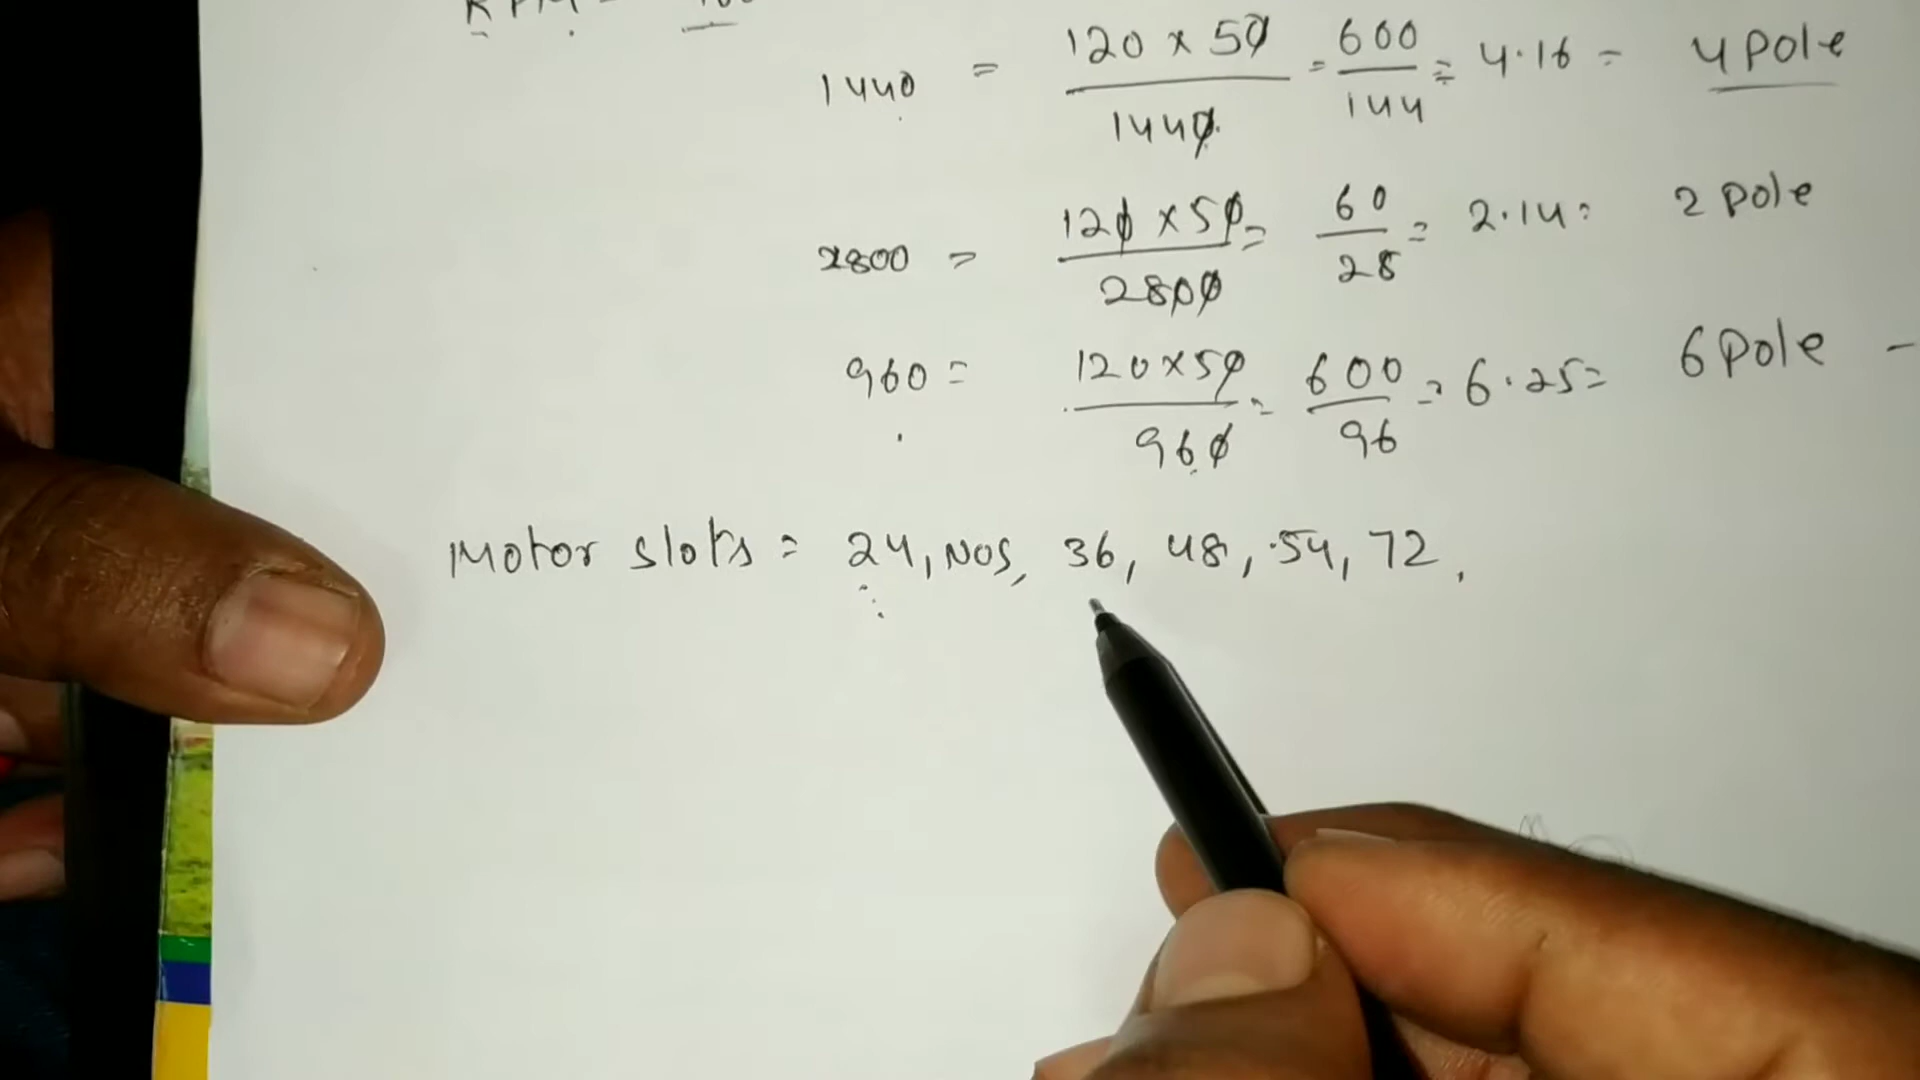 RPM =
1440 = 120 x 50 / 1440 = 600 / 144 = 4.16 = 4 Pole
2800 = 120 x 50 / 2800 = 60 / 28 = 2.14 = 2 Pole
960 = 120 x 50 / 960 = 600 / 96 = 6.25 = 6 Pole -
Motor slots = 24, NOS, 36, 48, 54, 72,